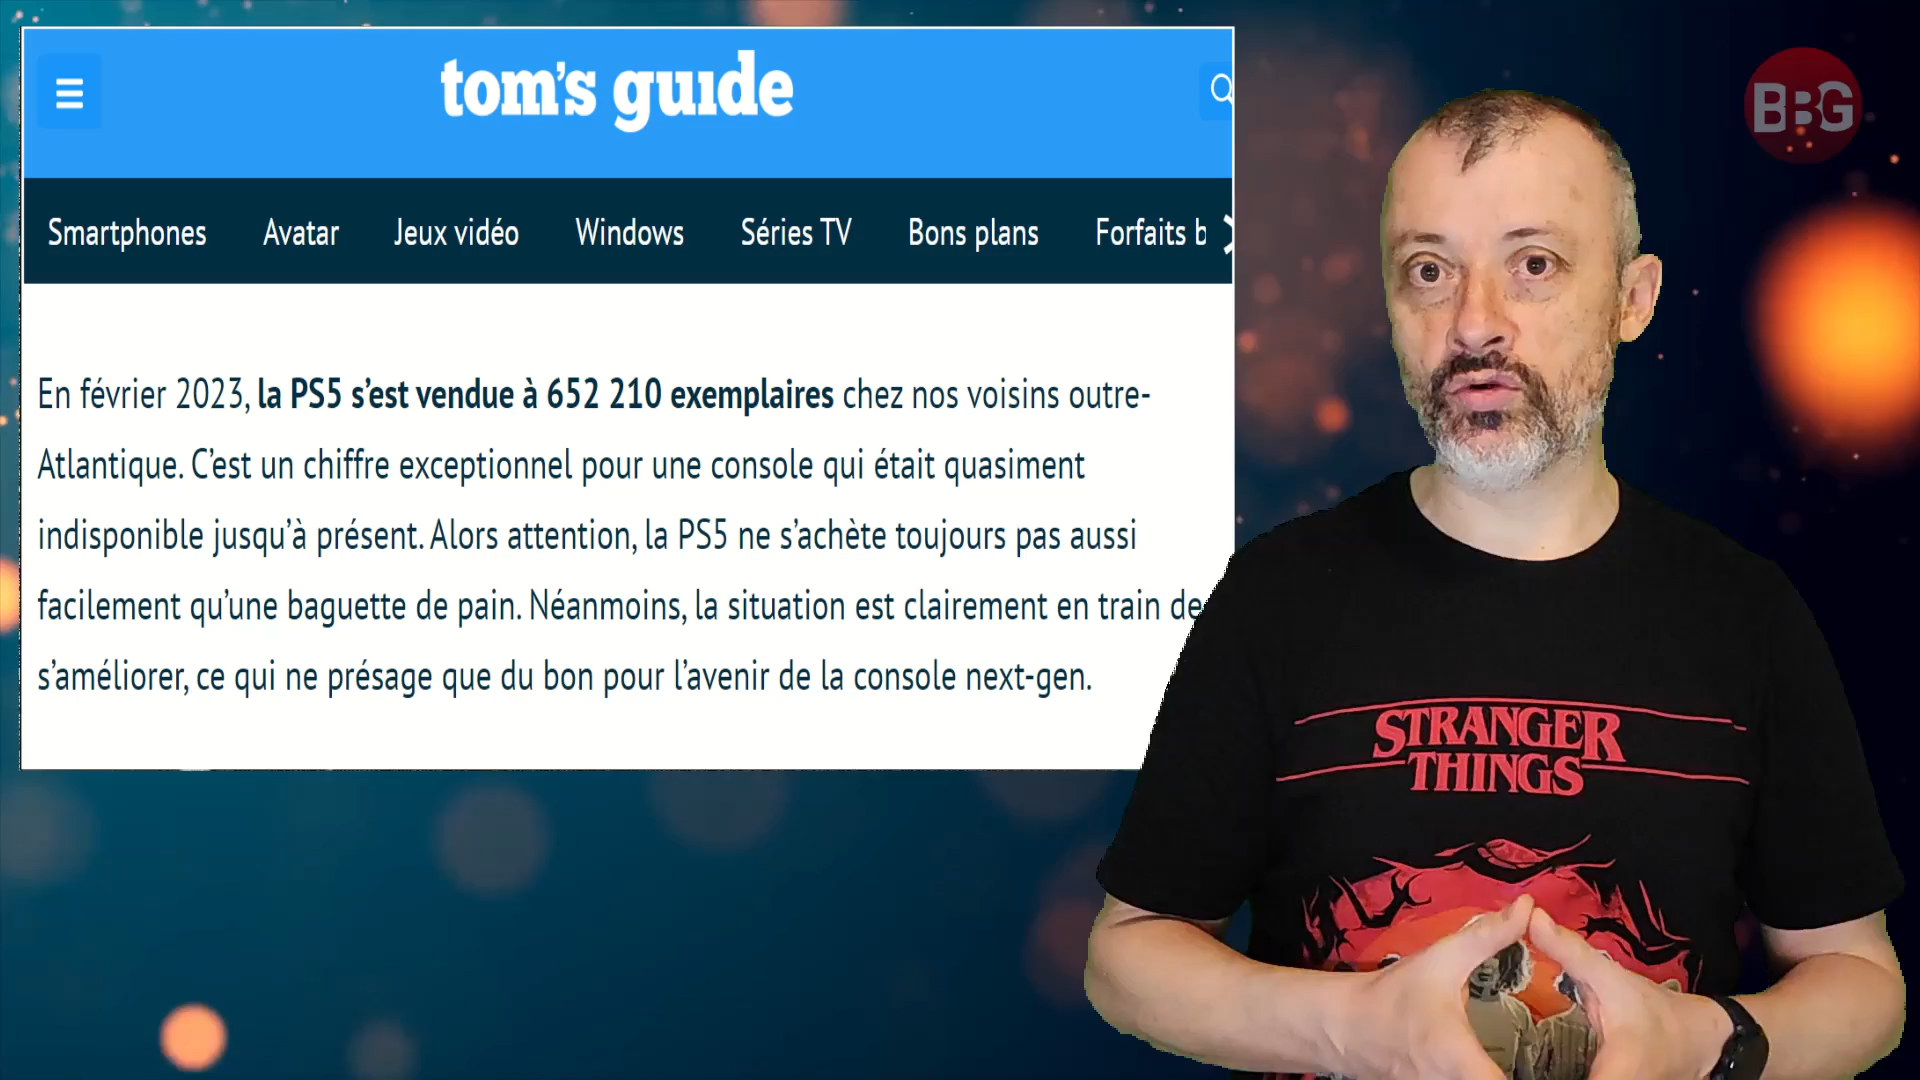 tom's guide
BBG
Smartphones Avatar Jeux vidéo Windows Séries TV Bons plans Forfaits b
En février 2023, la PS5 s'est vendue à 652 210 exemplaires chez nos voisins outre-
Atlantique. C'est un chiffre exceptionnel pour une console qui était quasiment
indisponible jusqu'à présent. Alors attention, la PS5 ne s'achète toujours pas aussi
facilement qu'une baguette de pain. Néanmoins, la situation est clairement en train de
s'améliorer, ce qui ne présage que du bon pour l'avenir de la console next-gen.
STRANGER
THINGS